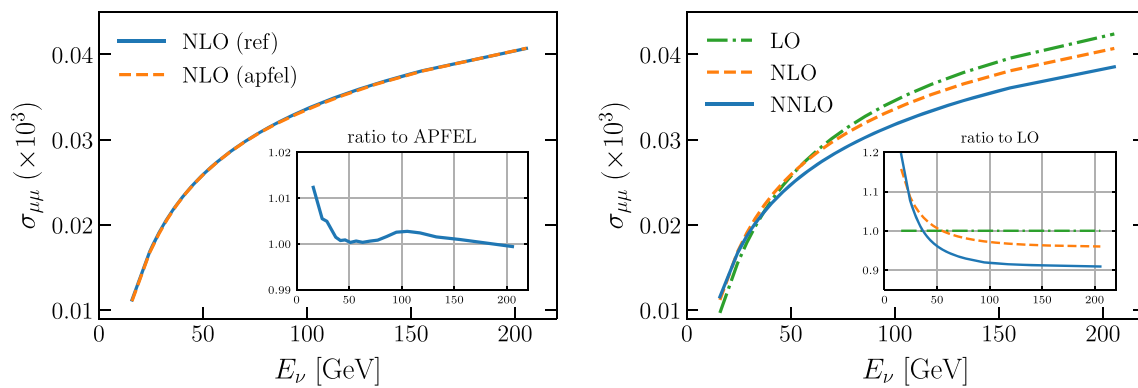 NLO (ref)
NLO (apfel)
ratio to APFEL
1.02
1.01
1.00
0.99
0 50 100 150 200
0.04
0.03
0.02
0.01
σμμ (×10³)
0 50 100 150 200
Eν [GeV]
LO
NLO
NNLO
ratio to LO
1.2
1.1
1.0
0.9
0 50 100 150 200
0.04
0.03
0.02
0.01
σμμ (×10³)
0 50 100 150 200
Eν [GeV]